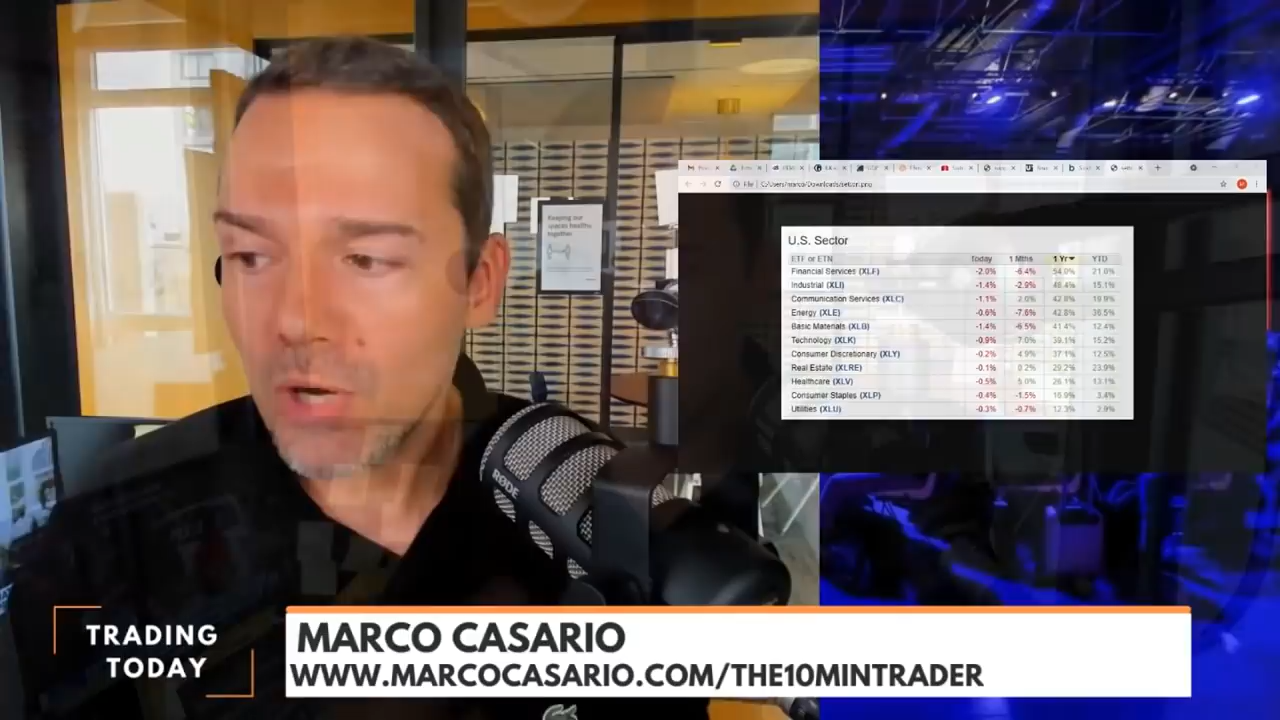 Keeping our
spaces healthy
together
RØDE
U.S. Sector
ETF or ETN Today 1 Mths 1 Yr YTD
Financial Services (XLF) -2.0% -6.4% 54.0% 21.0%
Industrial (XLI) -1.4% -2.9% 48.4% 15.1%
Communication Services (XLC) -1.1% 2.0% 42.8% 19.9%
Energy (XLE) -0.6% -7.6% 42.8% 36.5%
Basic Materials (XLB) -1.4% -6.5% 41.4% 12.4%
Technology (XLK) -0.9% 7.0% 39.1% 15.2%
Consumer Discretionary (XLY) -0.2% 4.9% 37.1% 12.5%
Real Estate (XLRE) -0.1% 0.2% 29.2% 23.9%
Healthcare (XLV) -0.5% 5.0% 26.1% 13.1%
Consumer Staples (XLP) -0.4% -1.5% 16.9% 3.4%
Utilities (XLU) -0.3% -0.7% 12.3% 2.9%
TRADING
TODAY
MARCO CASARIO
WWW.MARCOCASARIO.COM/THE10MINTRADER